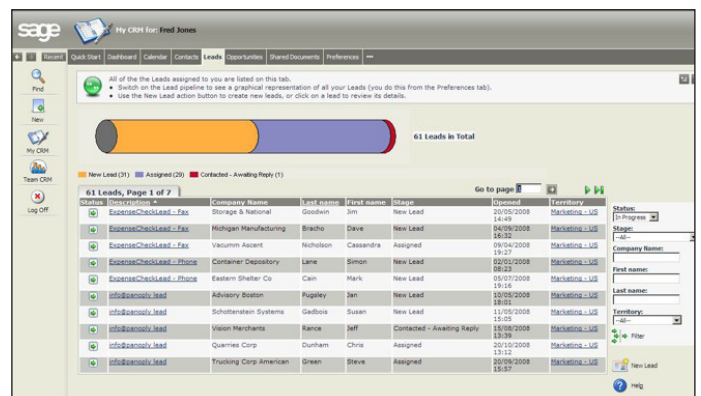 sage
My CRM for: Fred Jones
Recent
Quick Start Dashboard Calendar Contacts Leads Opportunities Shared Documents Preferences
Find
New
My CRM
Team CRM
Log Off
All of the the Leads assigned to you are listed on this tab.
• Switch on the Lead pipeline to see a graphical representation of all your Leads (you do this from the Preferences tab).
• Use the New Lead action button to create new leads, or click on a lead to review its details.
61 Leads in Total
New Lead (31) Assigned (29) Contacted - Awaiting Reply (1)
61 Leads, Page 1 of 7
Go to page
Status Description Company Name Last name First name Stage Opened Territory
ExpenseCheckLead - Fax Storage & National Goodwin Jim New Lead 20/05/2008 14:49 Marketing - US
ExpenseCheckLead - Fax Michigan Manufacturing Bracho Dave New Lead 04/09/2008 16:32 Marketing - US
ExpenseCheckLead - Fax Vacumm Ascent Nicholson Cassandra Assigned 09/04/2008 19:27 Marketing - US
ExpenseCheckLead - Phone Container Depository Lane Simon New Lead 02/01/2008 08:23 Marketing - US
ExpenseCheckLead - Phone Eastern Shelter Co Cain Mark New Lead 05/07/2008 19:16 Marketing - US
info@panoply lead Advisory Boston Pugsley Jan New Lead 10/05/2008 18:01 Marketing - US
info@panoply lead Schottenstein Systems Gadbois Susan New Lead 11/05/2008 15:05 Marketing - US
info@panoply lead Vision Merchants Rance Jeff Contacted - Awaiting Reply 15/08/2008 13:39 Marketing - US
info@panoply lead Quarries Corp Dunham Chris Assigned 20/10/2008 13:12 Marketing - US
info@panoply lead Trucking Corp American Green Steve Assigned 20/09/2008 15:57 Marketing - US
Status:
In Progress
Stage:
--All--
Company Name:
First name:
Last name:
Territory:
--All--
Filter
New Lead
Help